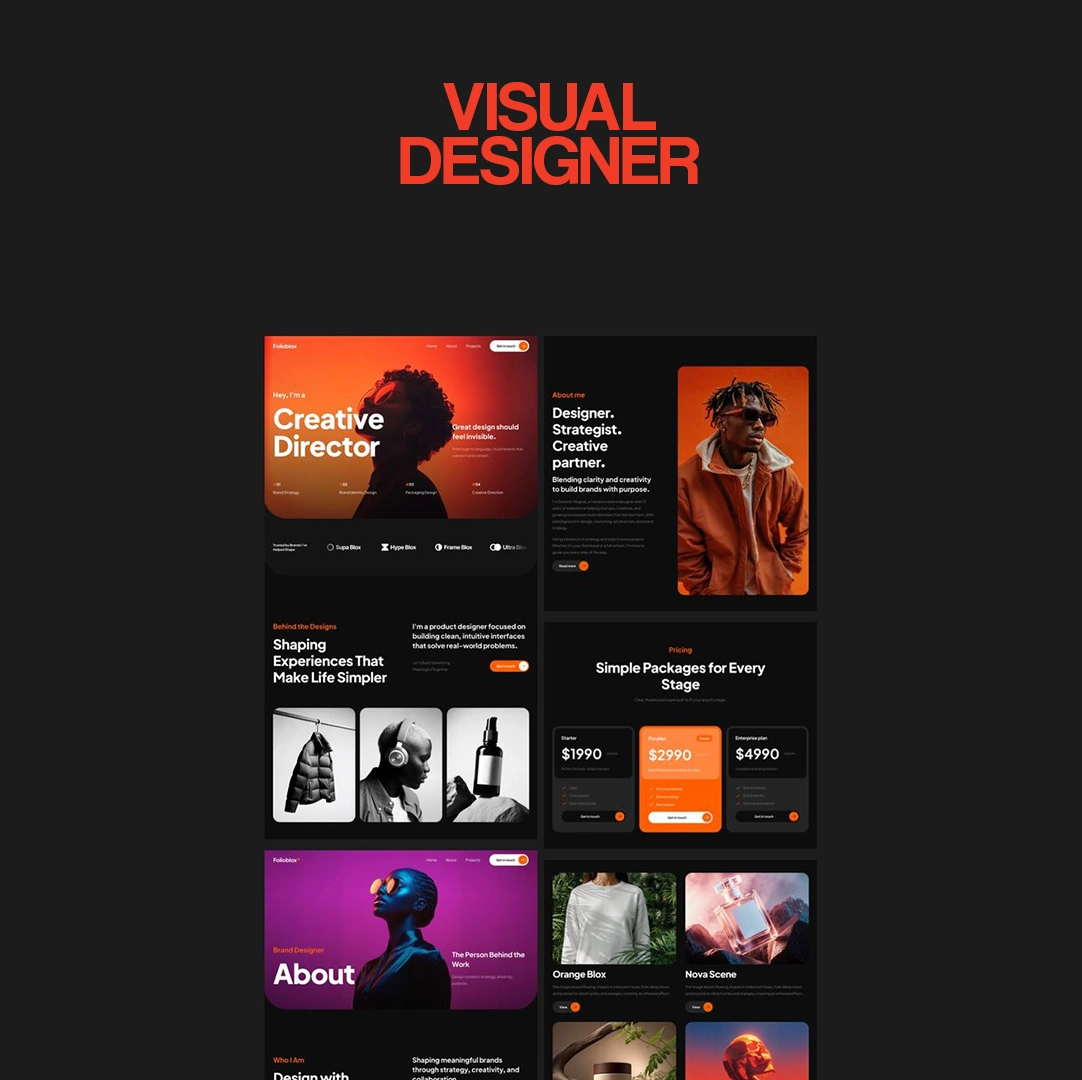 VISUAL
DESIGNER
Folioblox
Home
About
Projects
Get in touch
Hey, I'm a
Creative
Director
Great design should
feel invisible.
01
Brand Strategy
02
Brand Identity Design
03
Packaging Design
04
Creative Direction
Trusted by Brands I've
Helped Shape
Supa Blox
Hype Blox
Frame Blox
Ultra Blox
Behind the Designs
Shaping
Experiences That
Make Life Simpler
I'm a product designer focused on
building clean, intuitive interfaces
that solve real-world problems.
Let's Build Something
Meaningful Together
Get in touch
Folioblox
Home
About
Projects
Get in touch
Brand Designer
About
The Person Behind the
Work
Who I Am
Design with
Shaping meaningful brands
through strategy, creativity, and
collaboration
About me
Designer.
Strategist.
Creative
partner.
Blending clarity and creativity
to build brands with purpose.
Read more
Pricing
Simple Packages for Every
Stage
Starter
$1990
Get in touch
Pro plan
$2990
Get in touch
Enterprise plan
$4990
Get in touch
Orange Blox
View
Nova Scene
View